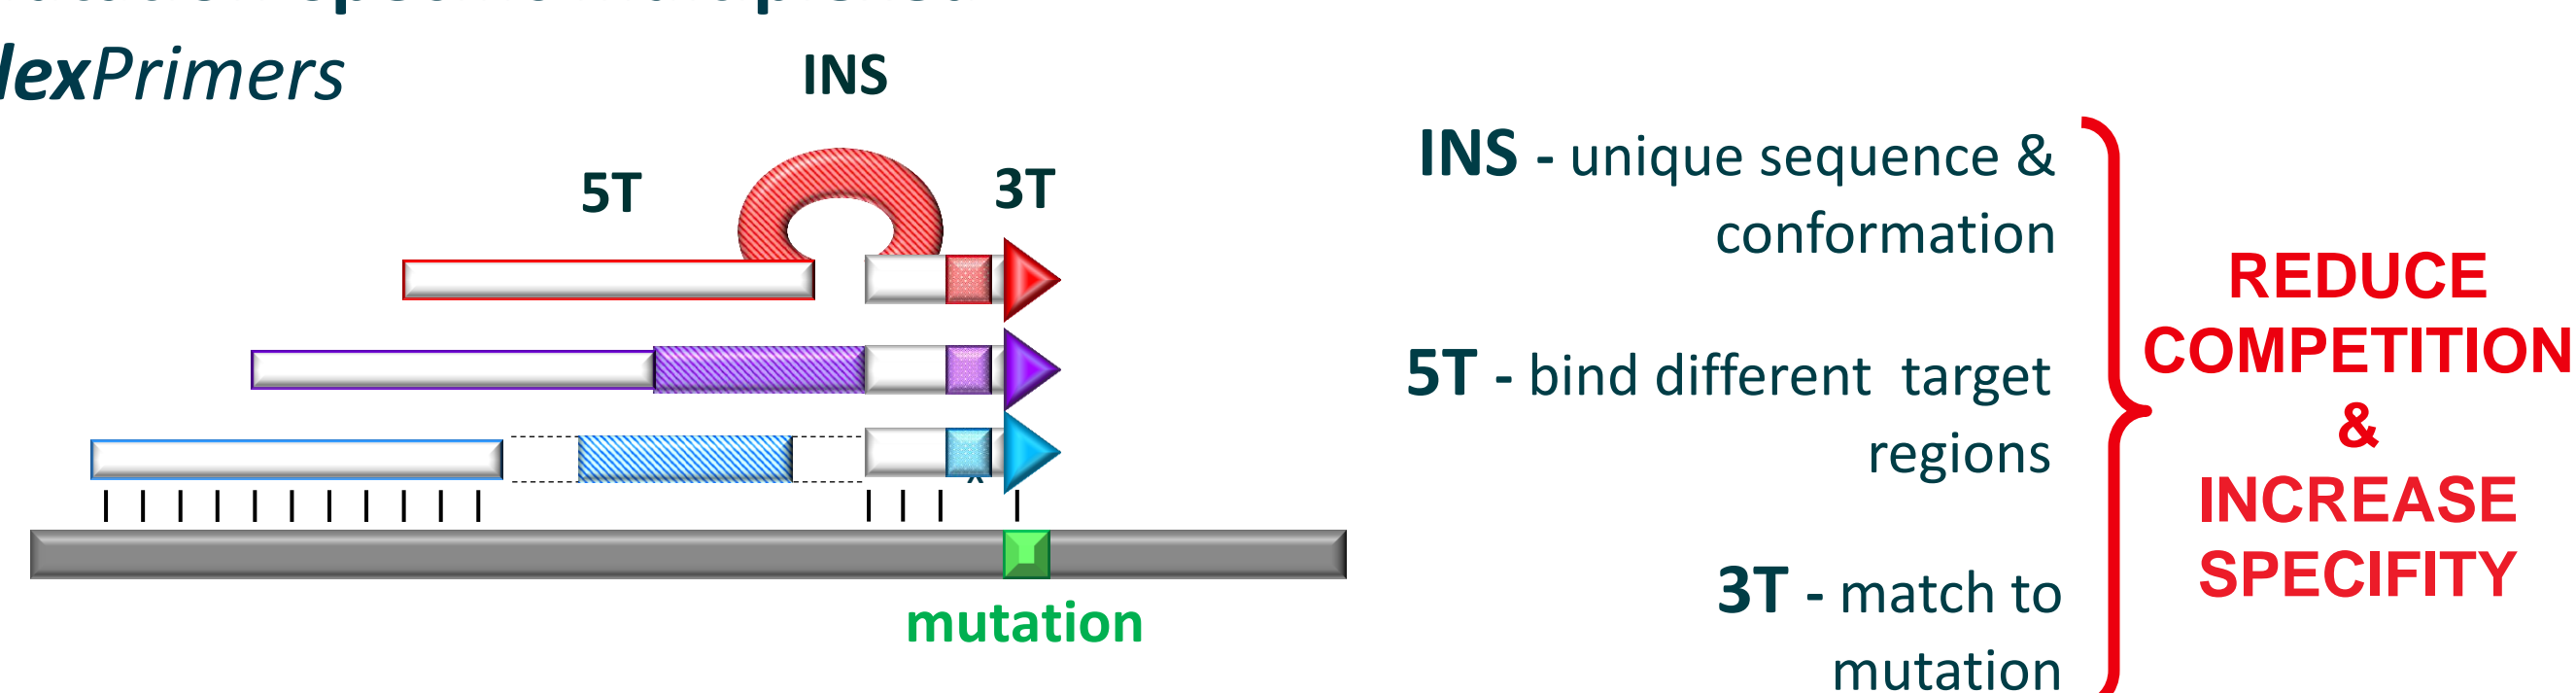 lexPrimers
INS
5T
3T
mutation
INS - unique sequence &
conformation
5T - bind different target
regions
3T - match to
mutation
REDUCE
COMPETITION
&
INCREASE
SPECIFITY